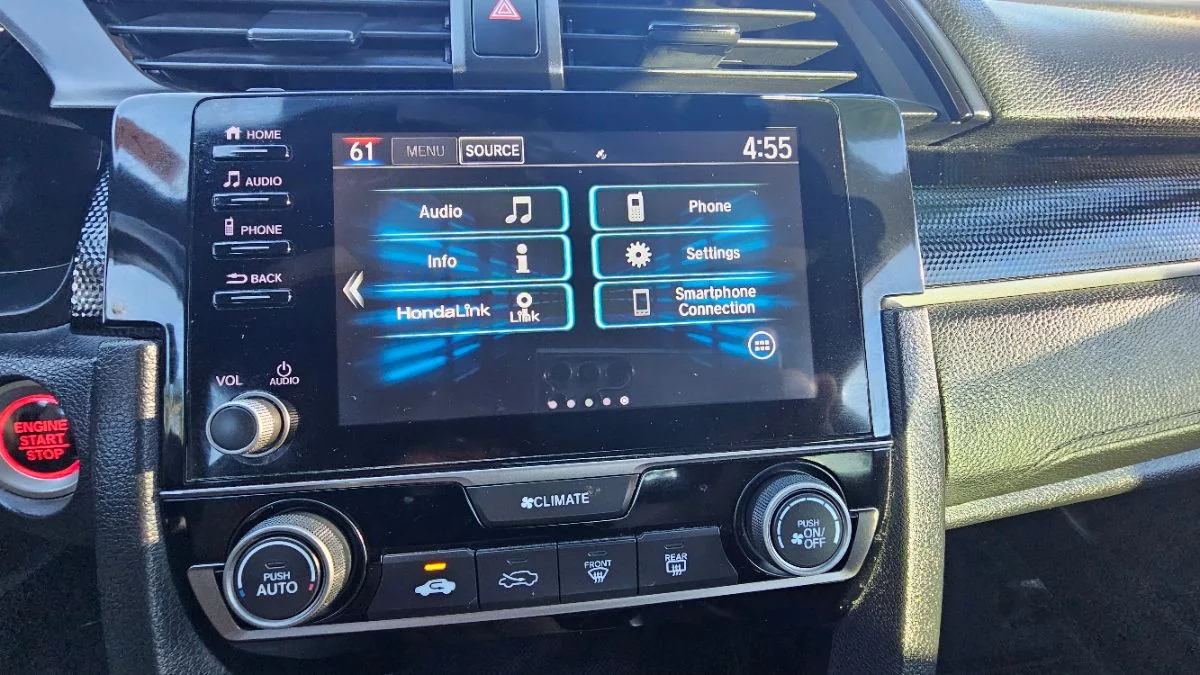 HOME
AUDIO
PHONE
BACK
VOL
AUDIO
61 MENU SOURCE 4:55
Audio
Phone
Info
Settings
HondaLink
Link
Smartphone
Connection
ENGINE
START
STOP
CLIMATE
PUSH
AUTO
FRONT
REAR
PUSH
ON/
OFF